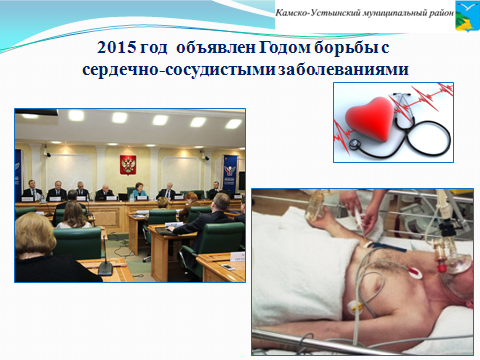 Камско-Устьинский муниципальный район
2015 год объявлен Годом борьбы с
сердечно-сосудистыми заболеваниями